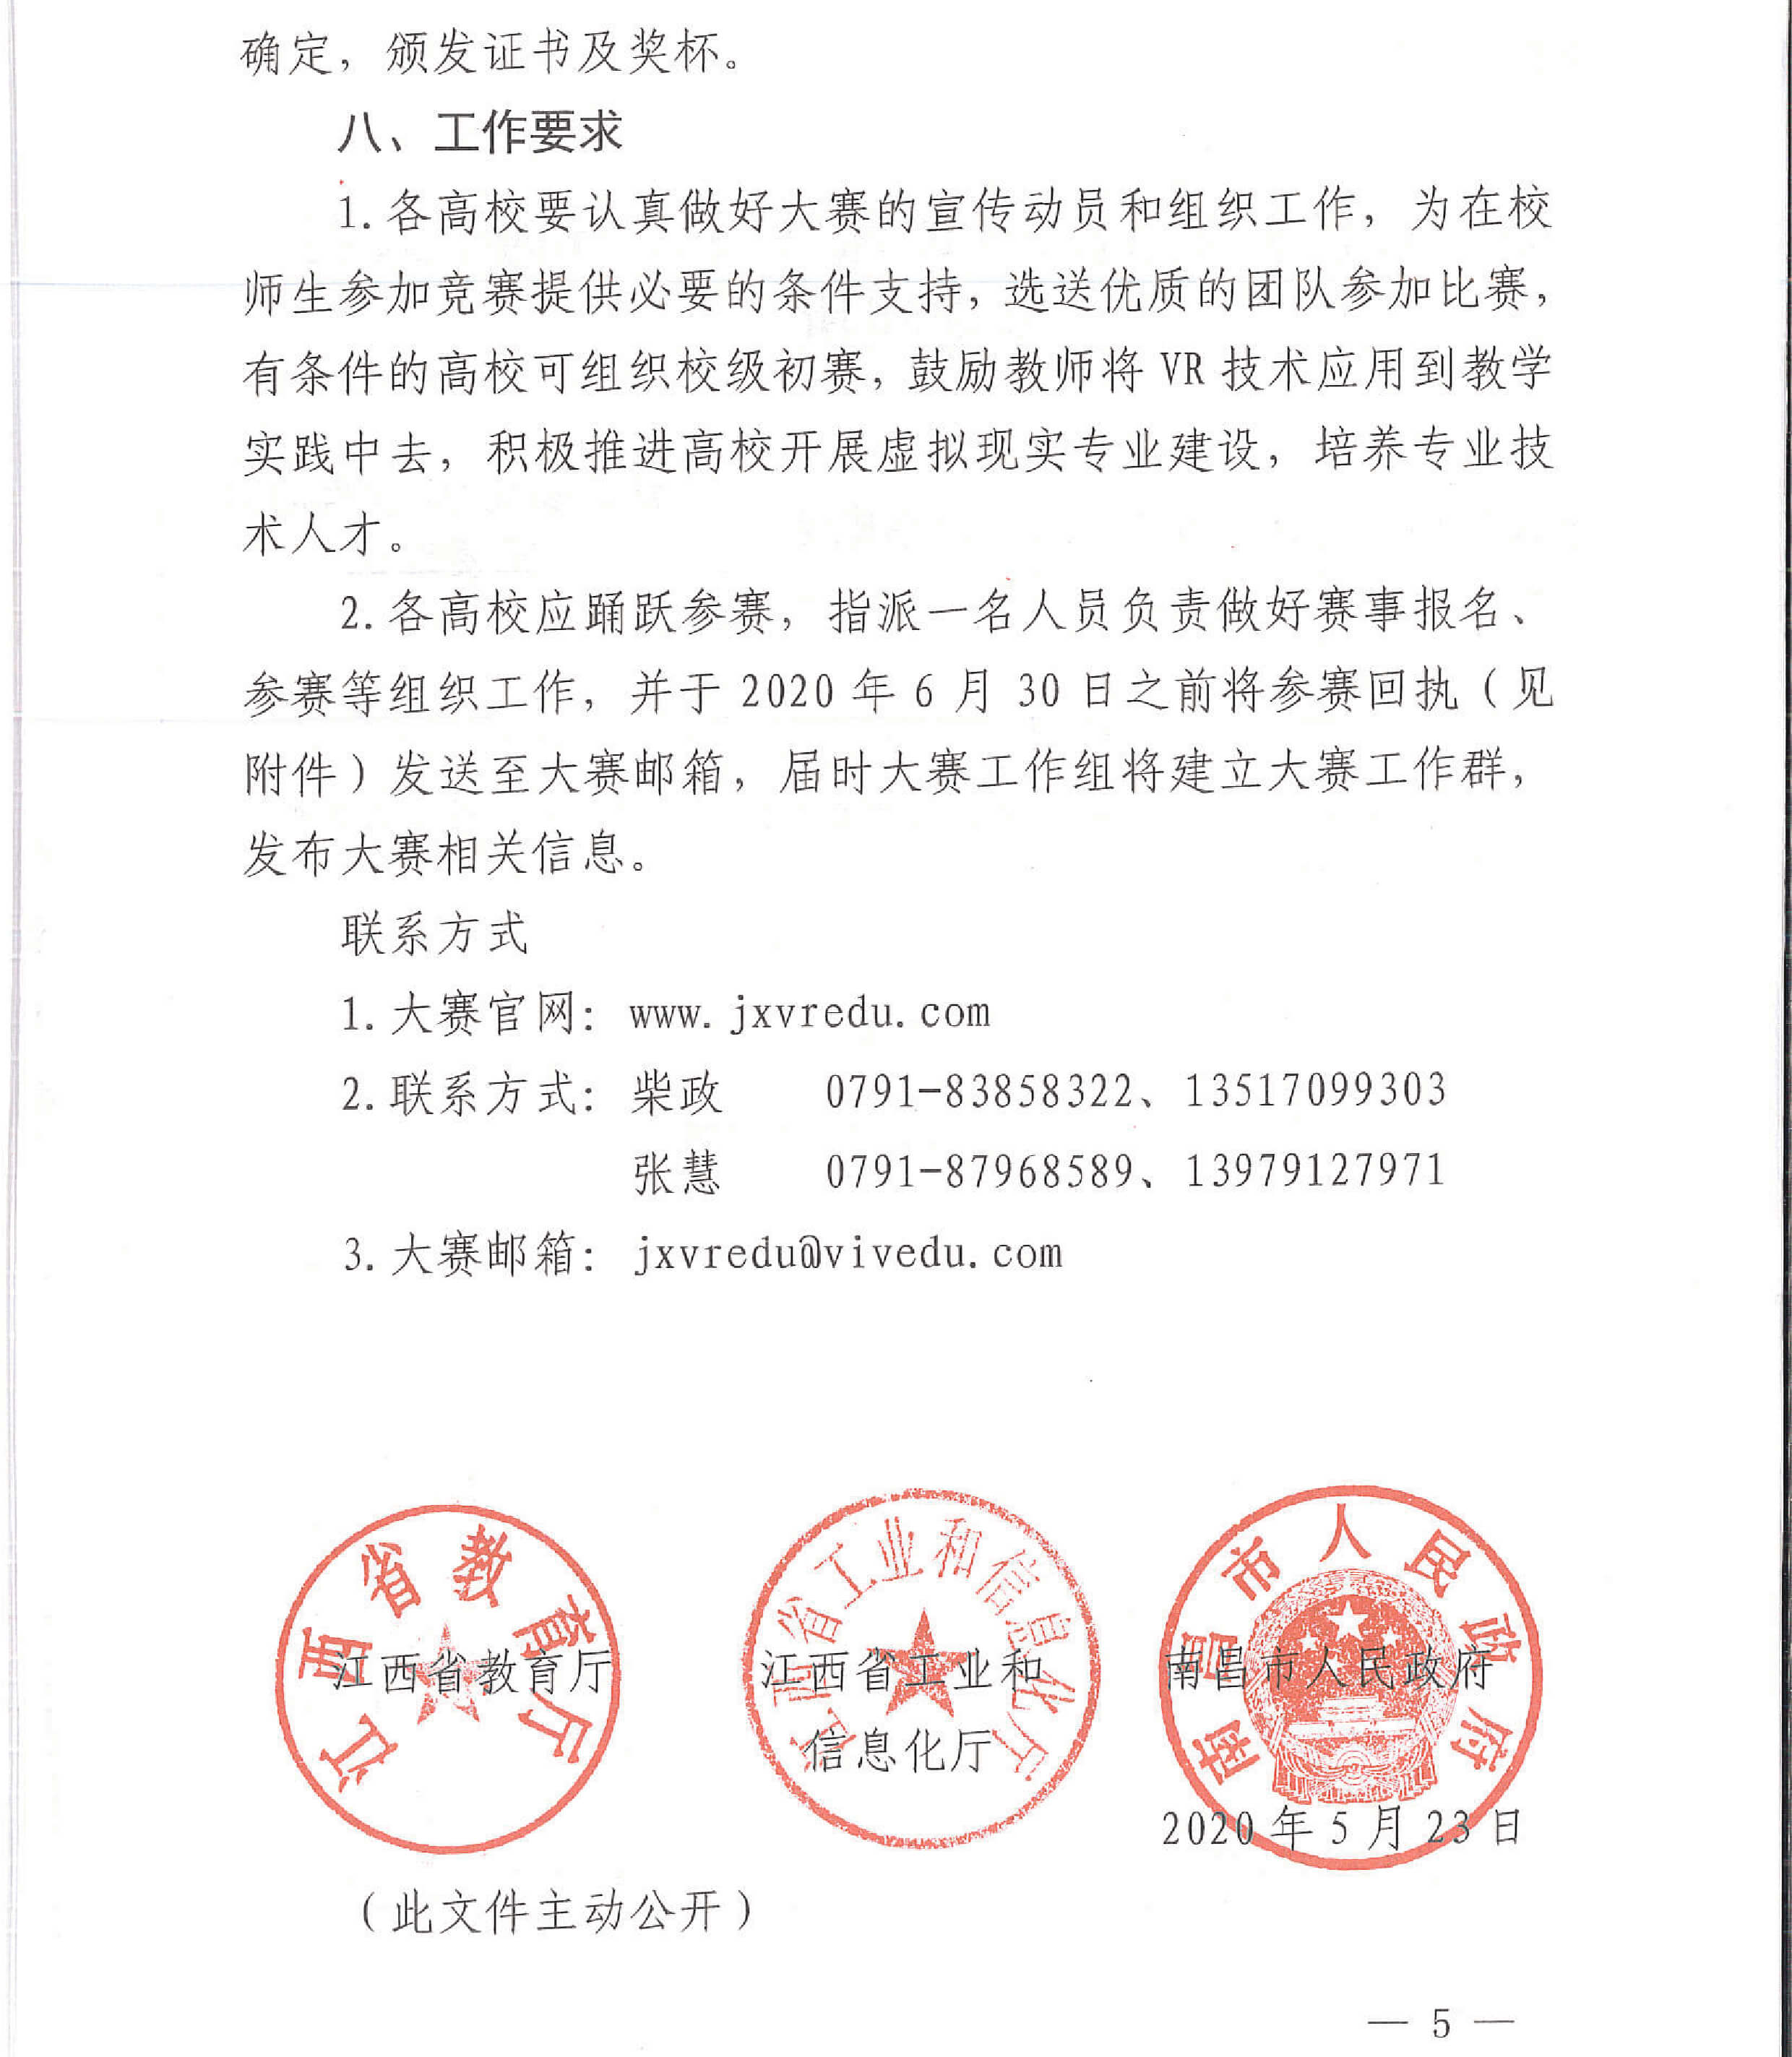 确定，颁发证书及奖杯。
八、工作要求
1.各高校要认真做好大赛的宣传动员和组织工作，为在校
师生参加竞赛提供必要的条件支持，选送优质的团队参加比赛，
有条件的高校可组织校级初赛，鼓励教师将 VR 技术应用到教学
实践中去，积极推进高校开展虚拟现实专业建设，培养专业技
术人才。
2.各高校应踊跃参赛，指派一名人员负责做好赛事报名、
参赛等组织工作，并于 2020 年 6 月 30 日之前将参赛回执（见
附件）发送至大赛邮箱，届时大赛工作组将建立大赛工作群，
发布大赛相关信息。
联系方式
1.大赛官网：www.jxvredu.com
2.联系方式：柴政 0791-83858322、13517099303
张慧 0791-87968589、13979127971
3.大赛邮箱：jxvredu@vivedu.com
江西省教育厅
江西省工业和信息化厅
南昌市人民政府
江西省教育厅 江西省工业和 南昌市人民政府
信息化厅
2020 年 5 月 23 日
（此文件主动公开）
— 5 —